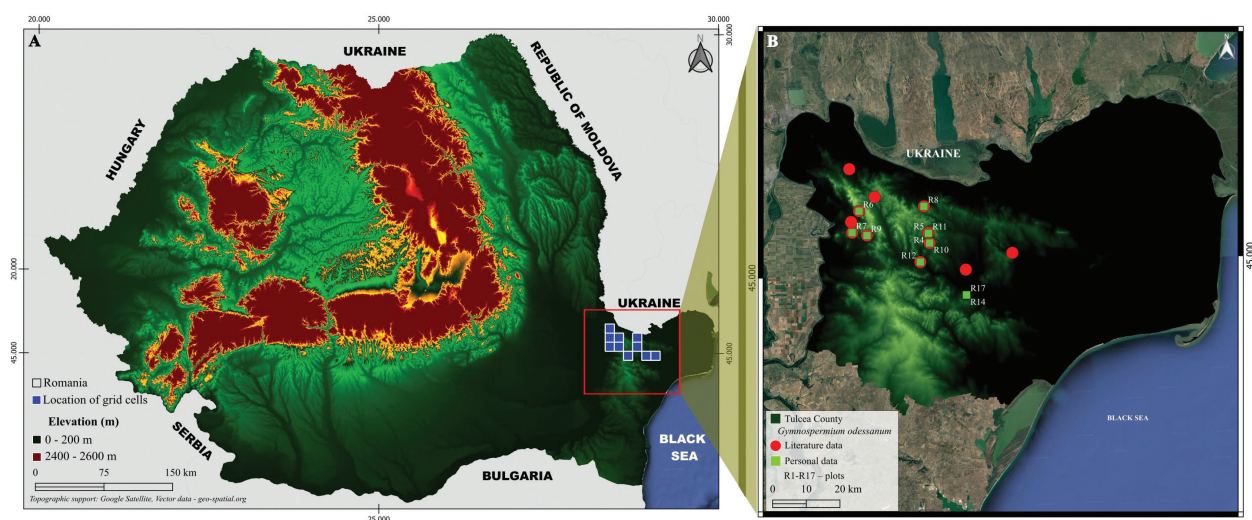 20.000
25.000
30.000
A
UKRAINE
N
REPUBLIC OF MOLDOVA
30.000
HUNGARY
20.000
45.000
UKRAINE
45.000
Romania
Location of grid cells
Elevation (m)
0 - 200 m
2400 - 2600 m
0 75 150 km
SERBIA
BULGARIA
BLACK
SEA
Topographic support: Google Satellite, Vector data - geo-spatial.org
25.000
B
N
UKRAINE
R6
R8
R7
R9
R5
R11
R4
R10
R12
R17
R14
45.000
45.000
BLACK SEA
Tulcea County
Gymnospermium odessanum
Literature data
Personal data
R1-R17 – plots
0 10 20 km